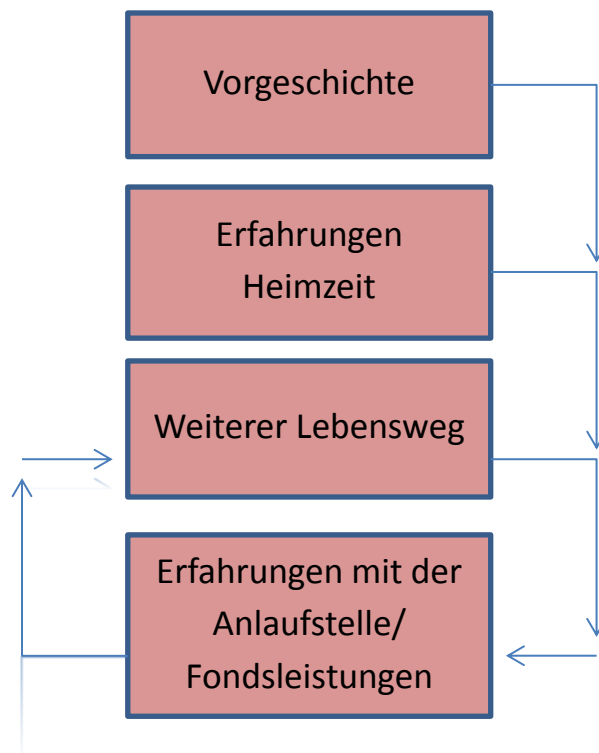 Vorgeschichte
Erfahrungen
Heimzeit
Weiterer Lebensweg
Erfahrungen mit der
Anlaufstelle/
Fondsleistungen